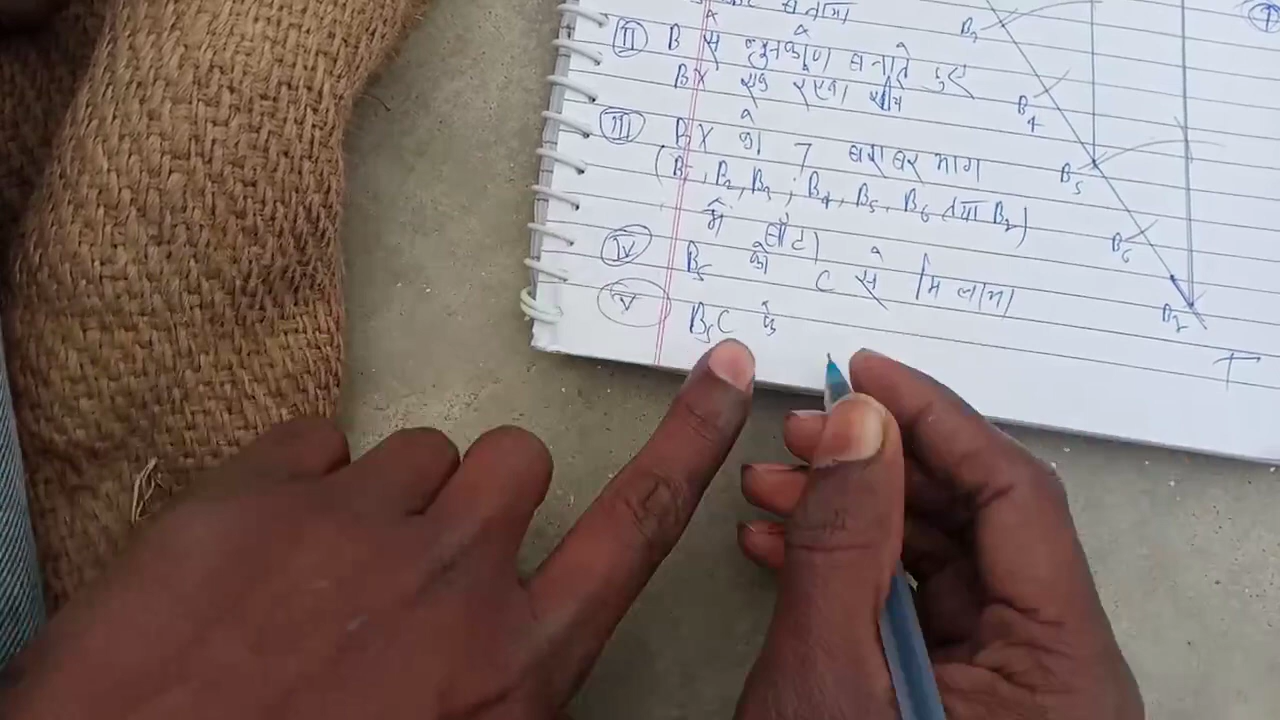 (II) B से न्यूनकोण बनाते हुए
BX एक रेखा खींच
(III) BX को 7 बराबर भाग
(B₁, B₂, B₃, B₄, B₅, B₆ तथा B₇)
में बाँटा
(IV) B₅ को C से मिलाया
(V) B₅C के
B₃
B₄
B₅
B₆
B₇